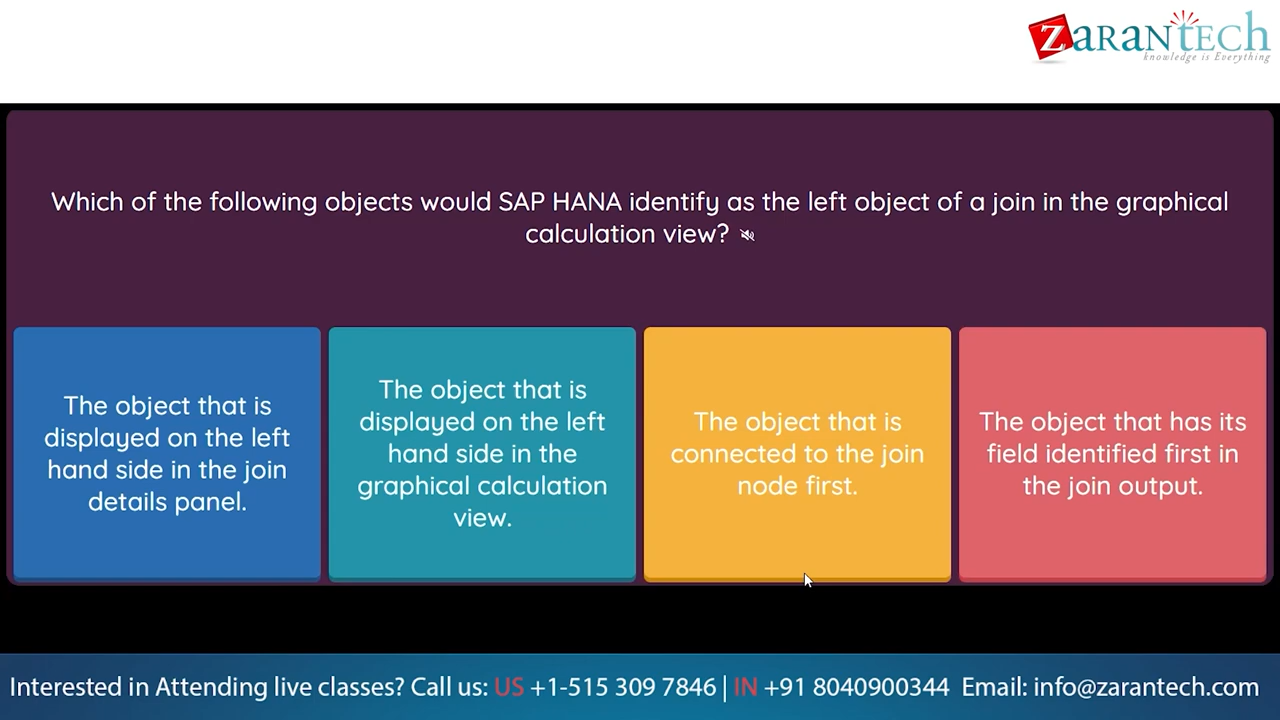 ZaranTech
knowledge is Everything
Which of the following objects would SAP HANA identify as the left object of a join in the graphical
calculation view?
The object that is
displayed on the left
hand side in the join
details panel.
The object that is
displayed on the left
hand side in the
graphical calculation
view.
The object that is
connected to the join
node first.
The object that has its
field identified first in
the join output.
Interested in Attending live classes? Call us: US +1-515 309 7846 | IN +91 8040900344 Email: info@zarantech.com